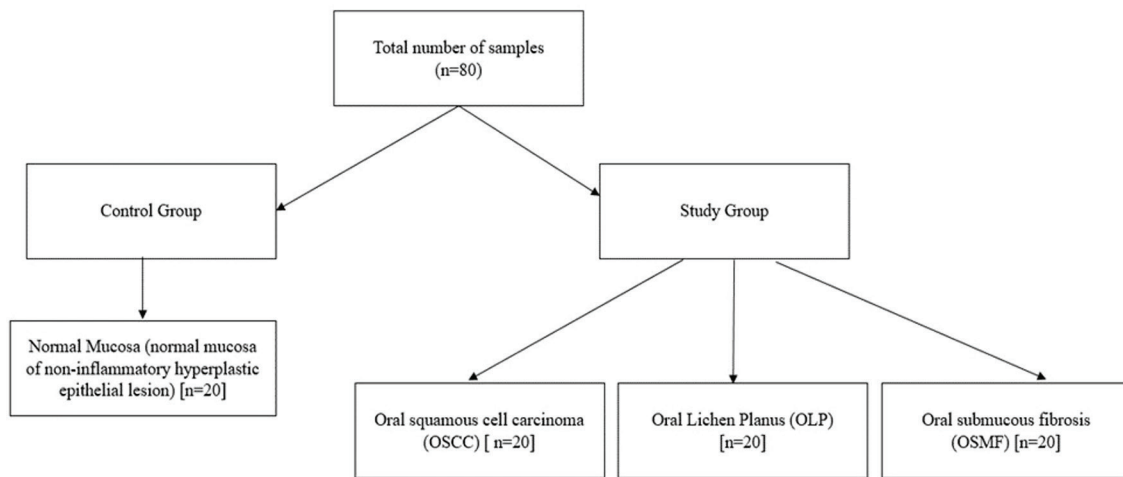 Total number of samples
(n=80)
Control Group
Study Group
Normal Mucosa (normal mucosa
of non-inflammatory hyperplastic
epithelial lesion) [n=20]
Oral squamous cell carcinoma
(OSCC) [ n=20]
Oral Lichen Planus (OLP)
[n=20]
Oral submucous fibrosis
(OSMF) [n=20]